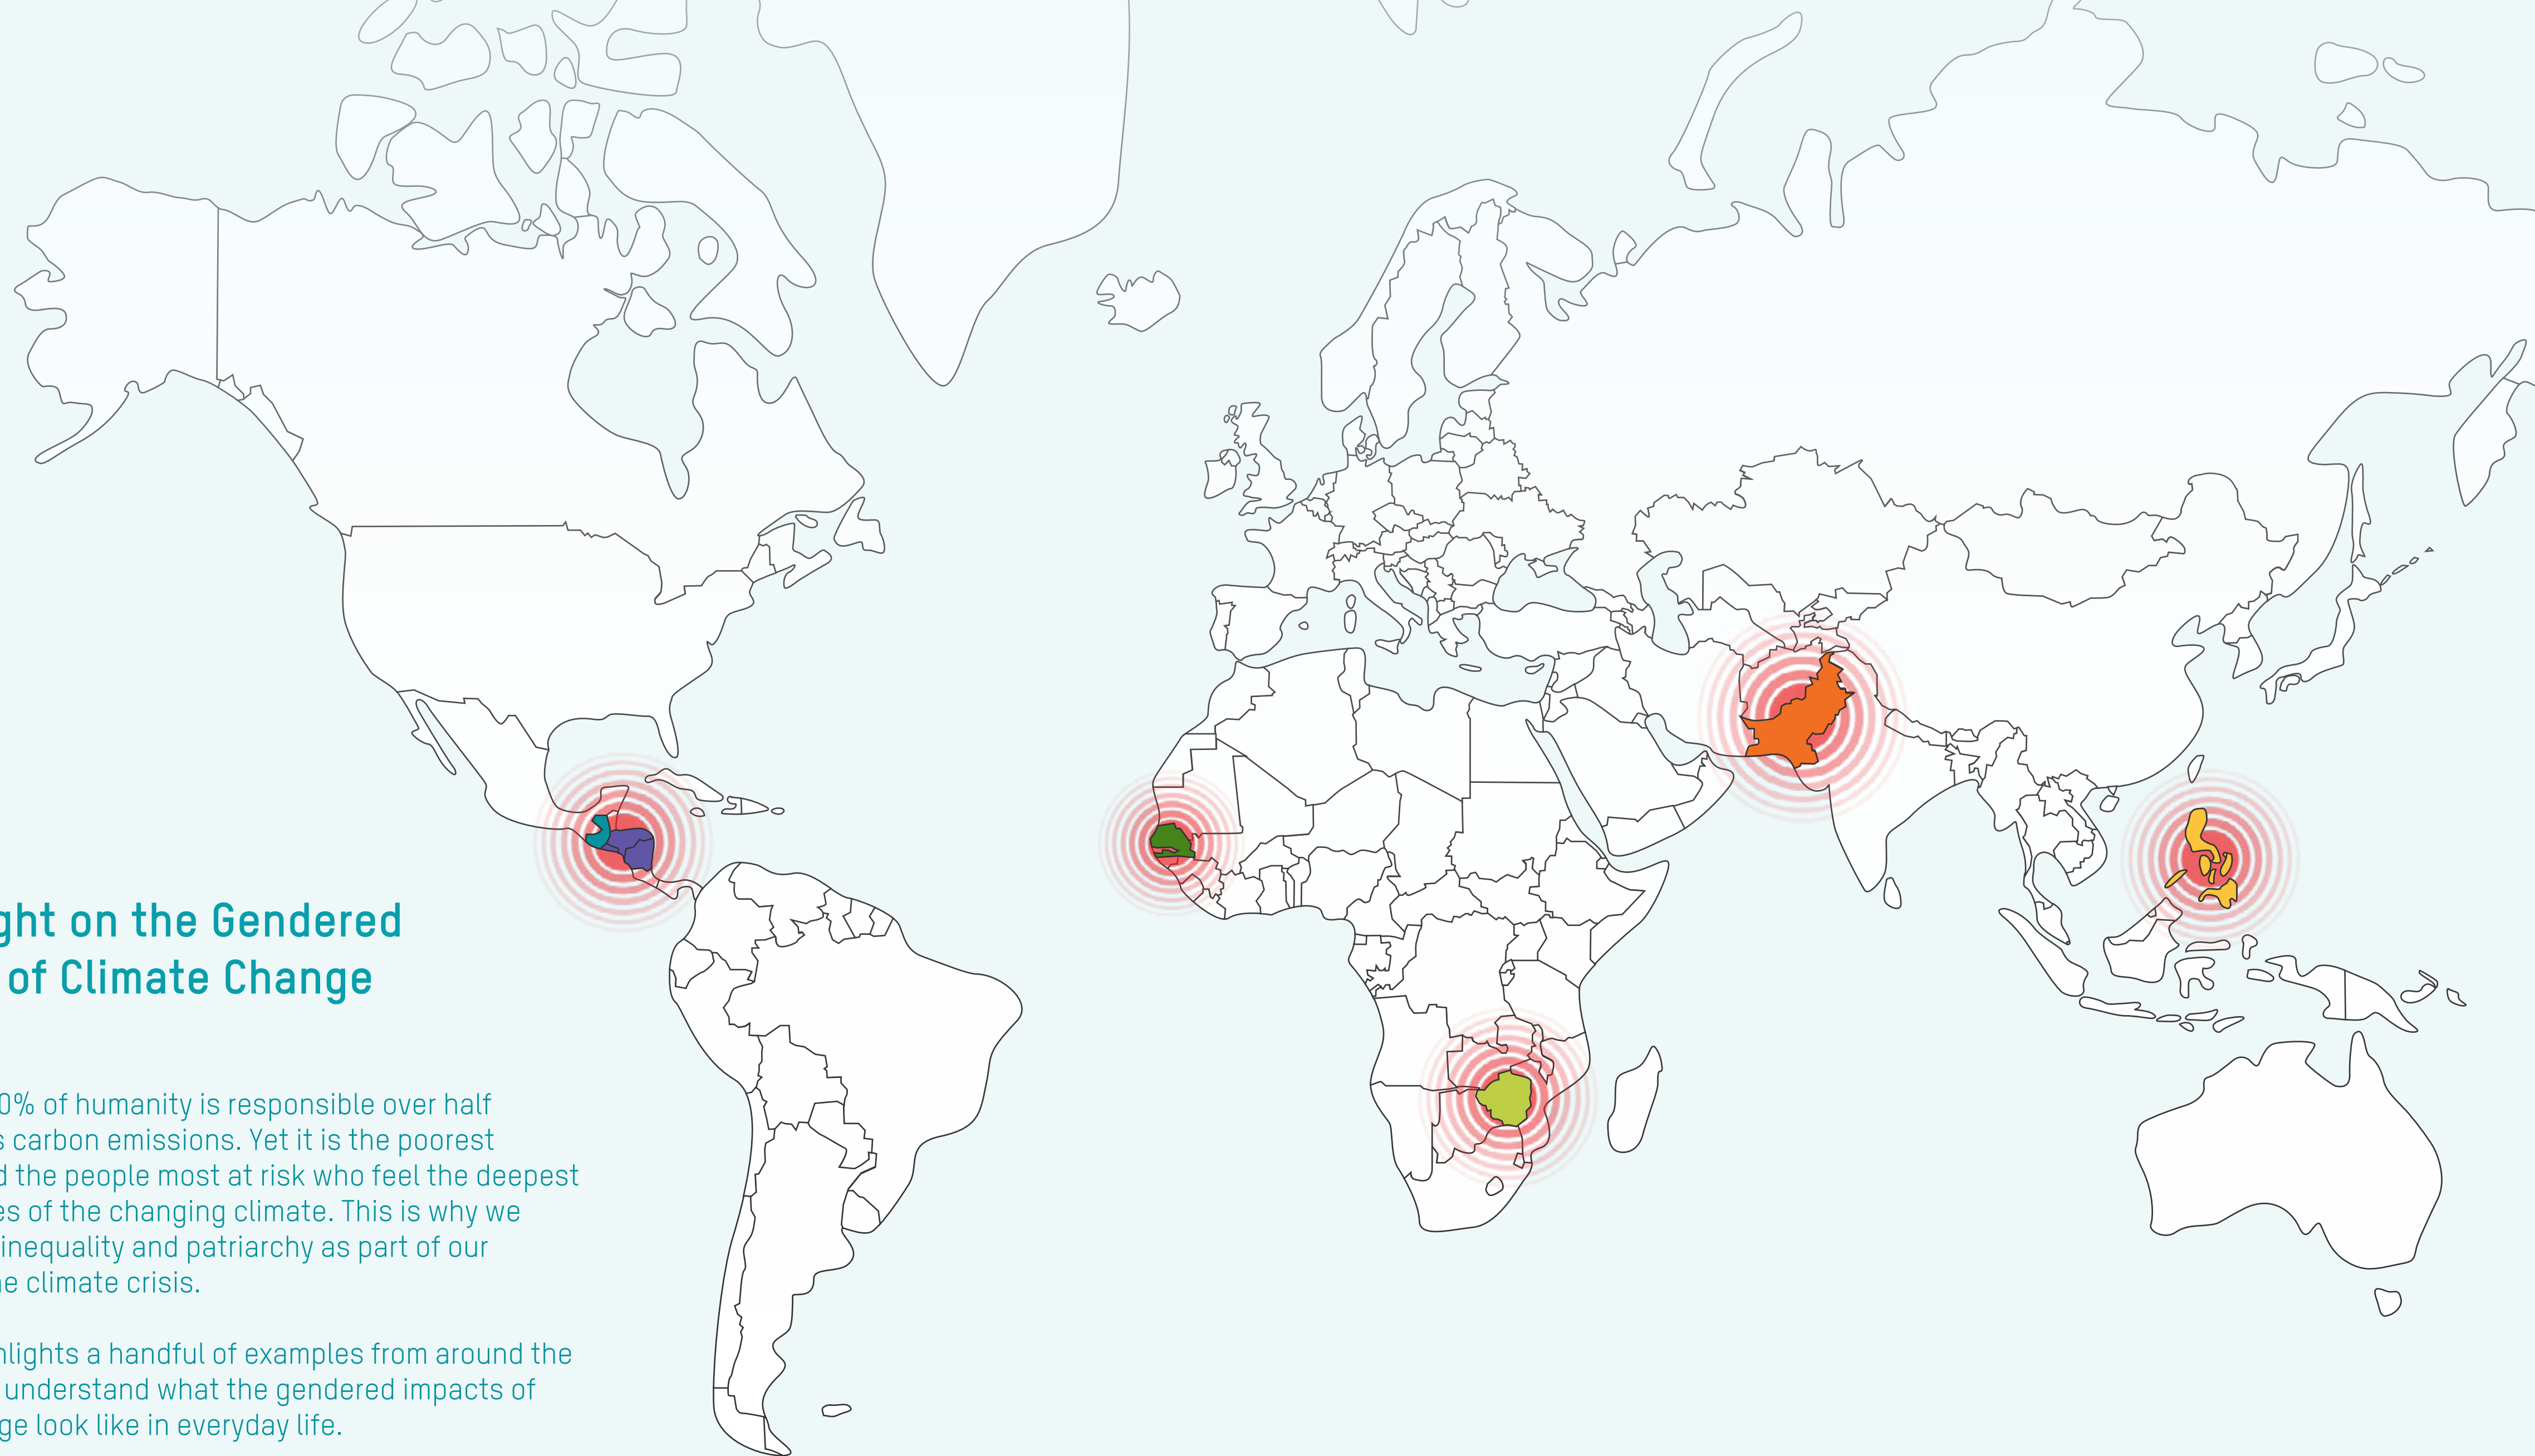 ght on the Gendered
of Climate Change
0% of humanity is responsible over half
s carbon emissions. Yet it is the poorest
d the people most at risk who feel the deepest
es of the changing climate. This is why we
inequality and patriarchy as part of our
ne climate crisis.
hlights a handful of examples from around the
understand what the gendered impacts of
ge look like in everyday life.